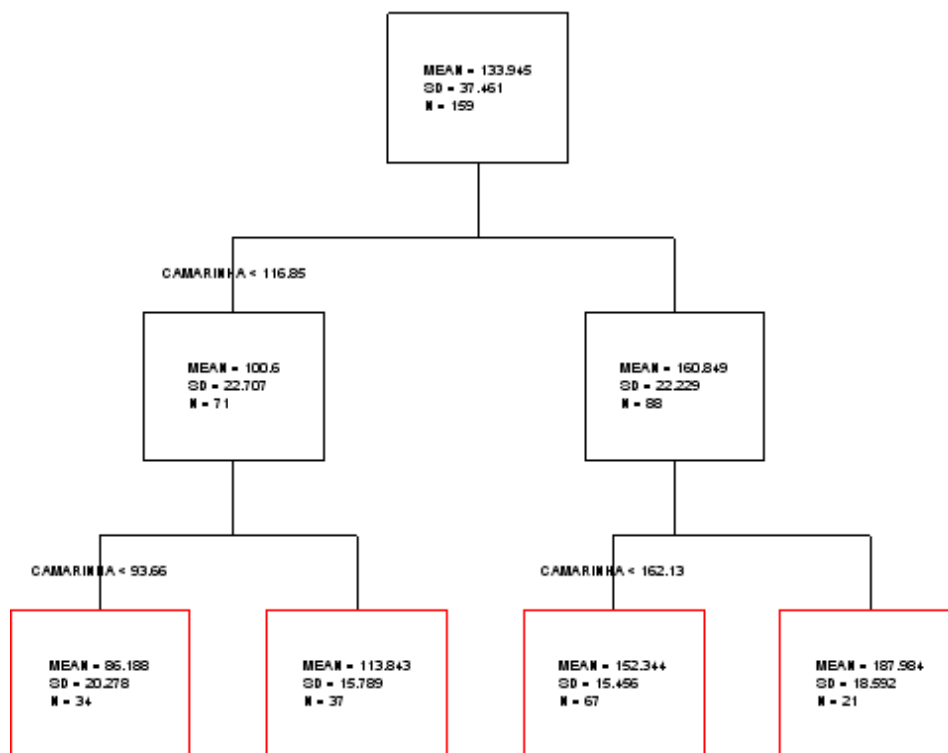 MEAN = 133.945
SD = 37.461
N = 159
CAMARINHA < 116.85
MEAN = 100.6
SD = 22.707
N = 71
MEAN = 160.849
SD = 22.229
N = 88
CAMARINHA < 93.66
CAMARINHA < 162.13
MEAN = 86.188
SD = 20.278
N = 34
MEAN = 113.843
SD = 15.789
N = 37
MEAN = 152.344
SD = 15.456
N = 67
MEAN = 187.984
SD = 18.592
N = 21